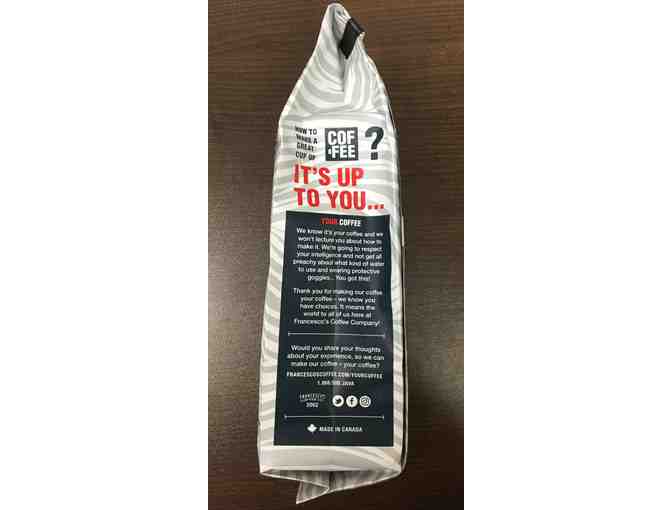 HOW TO
MAKE A
GREAT
CUP OF
COF
FEE
?
IT'S UP
TO YOU...
YOUR COFFEE
We know it's your coffee and we
won't lecture you about how to
make it. We're going to respect
your intelligence and not get all
preachy about what kind of water
to use and wearing protective
goggles... You got this!
Thank you for making our coffee
your coffee – we know you
have choices. It means the
world to all of us here at
Francesco's Coffee Company!
Would you share your thoughts
about your experience, so we can
make our coffee – your coffee?
FRANCESCOSCOFFEE.COM/YOURCOFFEE
JAVA
MADE IN CANADA